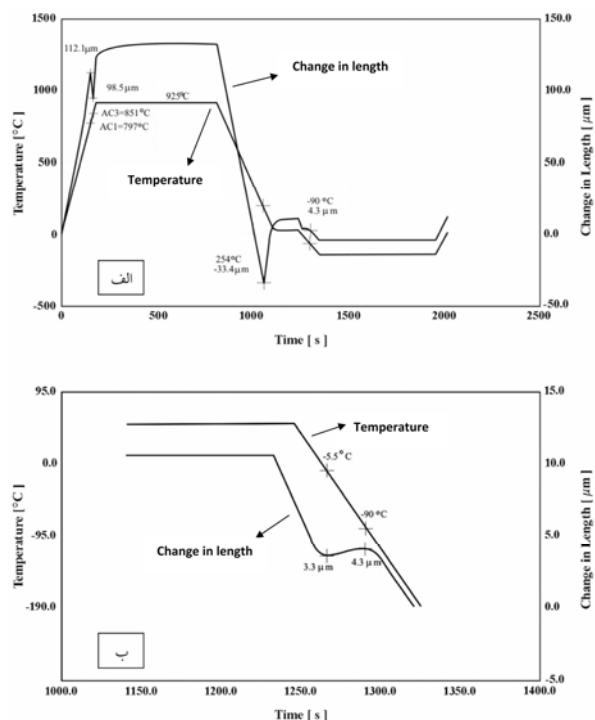 1500
1000
500
0
-500
Temperature [°C]
150.0
100.0
50.0
0.0
50.0
Change in Length [μm]
112.1μm
98.5μm
925°C
AC3=851°C
AC1=797°C
Change in length
Temperature
-90 °C
4.3 μm
254°C
-33.4μm
الف
0
500
1000
1500
2000
2500
Time [ s ]
95.0
0.0
-95.0
-190.0
Temperature [°C]
15.0
10.0
5.0
0.0
-5.0
Change in Length [ μm]
Temperature
-5.5°C
-90 °C
Change in length
3.3 μm
4.3 μm
ب
1000.0
1100.0
1200.0
1250.0
1300.0
1350.0
1400.0
Time [ s ]